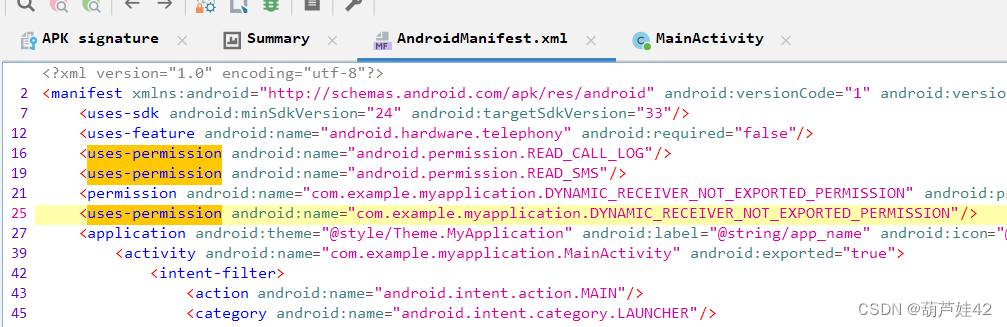 APK signature Summary AndroidManifest.xml MainActivity
<?xml version="1.0" encoding="utf-8"?>
2 <manifest xmlns:android="http://schemas.android.com/apk/res/android" android:versionCode="1" android:versio
7 <uses-sdk android:minSdkVersion="24" android:targetSdkVersion="33"/>
12 <uses-feature android:name="android.hardware.telephony" android:required="false"/>
16 <uses-permission android:name="android.permission.READ_CALL_LOG"/>
19 <uses-permission android:name="android.permission.READ_SMS"/>
21 <permission android:name="com.example.myapplication.DYNAMIC_RECEIVER_NOT_EXPORTED_PERMISSION" android:p
25 <uses-permission android:name="com.example.myapplication.DYNAMIC_RECEIVER_NOT_EXPORTED_PERMISSION"/>
27 <application android:theme="@style/Theme.MyApplication" android:label="@string/app_name" android:icon="@
39 <activity android:name="com.example.myapplication.MainActivity" android:exported="true">
42 <intent-filter>
43 <action android:name="android.intent.action.MAIN"/>
45 <category android:name="android.intent.category.LAUNCHER"/>
CSDN @葫芦娃42